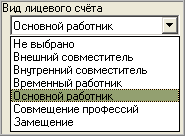 Вид лицевого счёта
Основной работник
Не выбрано
Внешний совместитель
Внутренний совместитель
Временный работник
Основной работник
Совмещение профессий
Замещение